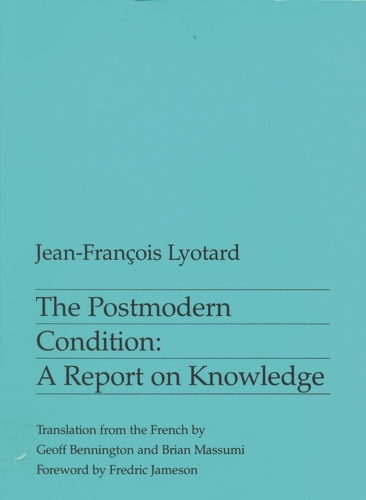 Jean-François Lyotard
The Postmodern
Condition:
A Report on Knowledge
Translation from the French by
Geoff Bennington and Brian Massumi
Foreword by Fredric Jameson